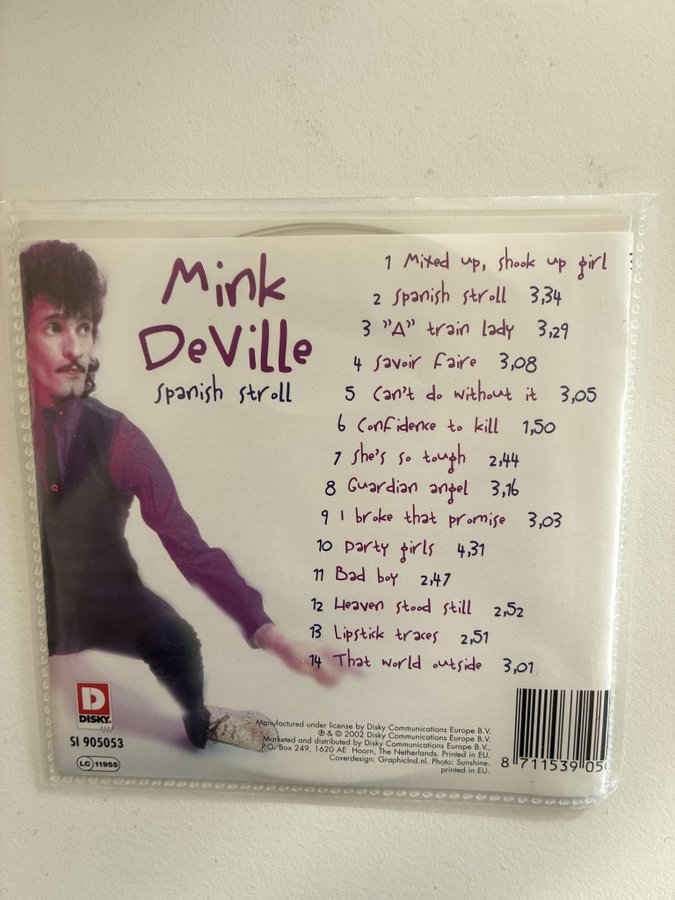 Mink
DeVille
spanish stroll
1 Mixed up, shook up girl
2 spanish stroll 3,34
3 "A" train lady 3,29
4 savoir faire 3,08
5 Can't do without it 3,05
6 Confidence to kill 1,50
7 she's so tough 2,44
8 Guardian angel 3,16
9 I broke that promise 3,03
10 Party girls 4,31
11 Bad boy 2,47
12 Heaven stood still 2,52
13 Lipstick traces 2,51
14 That world outside 3,01
D
DISKY
SI 905053
LC 11955
Manufactured under license by Disky Communications Europe B.V.
℗ & © 2002 Disky Communications Europe B.V.
Marketed and distributed by Disky Communications Europe B.V.,
P.O. Box 249, 1620 AE Hoorn, The Netherlands. Printed in EU.
Coverdesign: GraphicInd.nl. Photo: Sunshine.
printed in EU.
8 711539 05